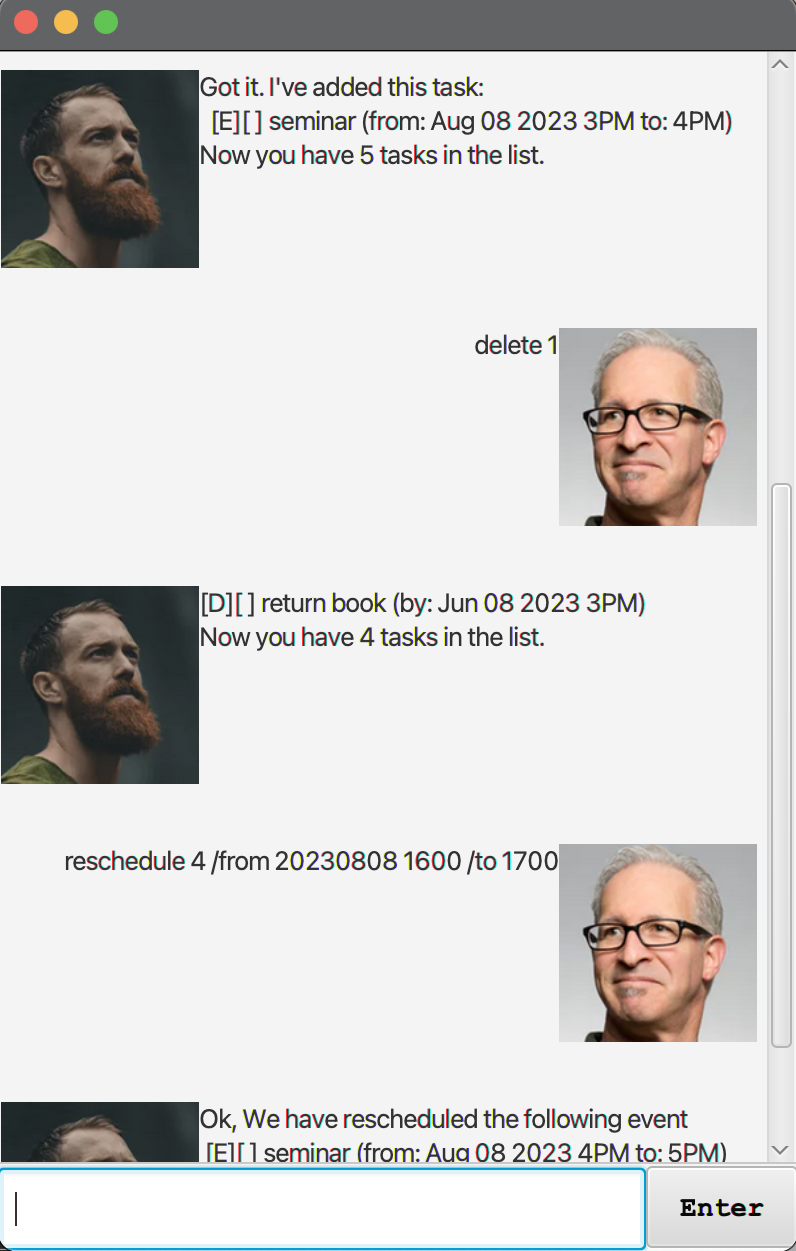 Got it. I've added this task:
[E][ ] seminar (from: Aug 08 2023 3PM to: 4PM)
Now you have 5 tasks in the list.
delete 1
[D][ ] return book (by: Jun 08 2023 3PM)
Now you have 4 tasks in the list.
reschedule 4 /from 20230808 1600 /to 1700
Ok, We have rescheduled the following event
[E][ ] seminar (from: Aug 08 2023 4PM to: 5PM)
Enter